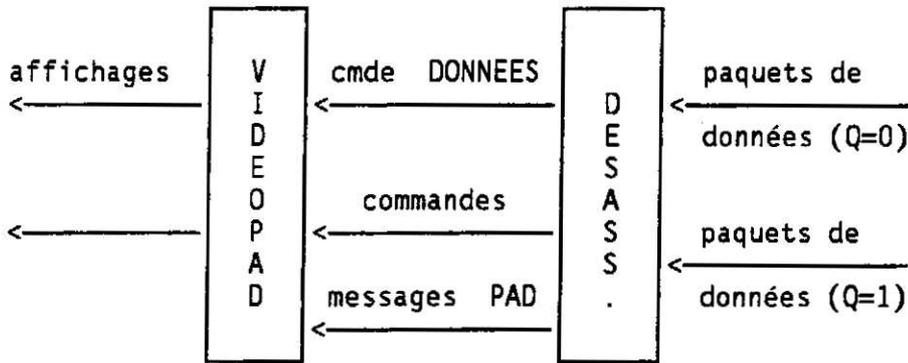 affichages
VIDEOPAD
cmde DONNEES
commandes
messages PAD
DESASS.
paquets de
données (Q=0)
paquets de
données (Q=1)